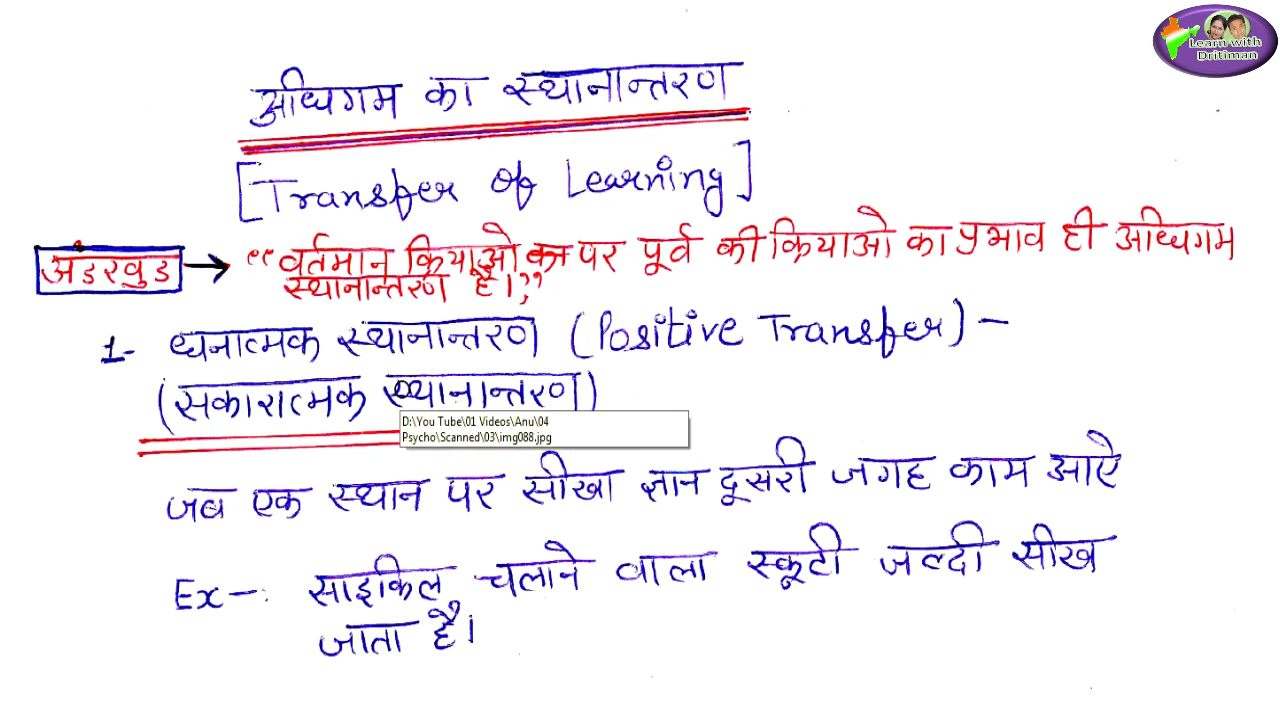 Learn with
Dritiman
अधिगम का स्थानान्तरण
[Transfer of Learning]
अंडरवुड → “वर्तमान क्रियाओ का पर पूर्व की क्रियाओ का प्रभाव ही अधिगम
स्थानान्तरण है।”
1- धनात्मक स्थानान्तरण (Positive Transfer) –
(सकारात्मक स्थानान्तरण)
D:\You Tube\01 Videos\Anu\04
Psycho\Scanned\03\img088.jpg
जब एक स्थान पर सीखा ज्ञान दूसरी जगह काम आऐ
Ex –: साइकिल चलाने वाला स्कूटी जल्दी सीख
जाता है।